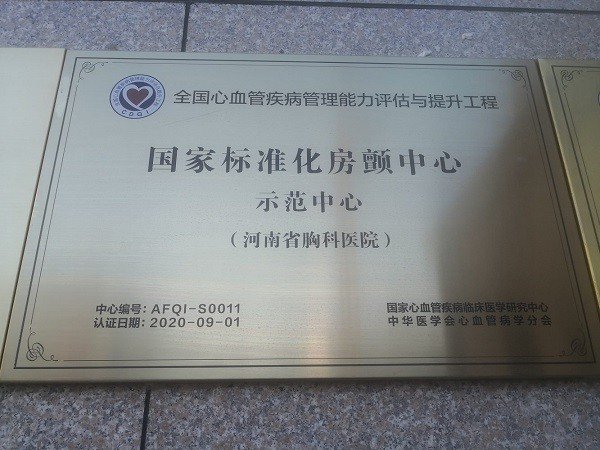 全国心血管疾病管理能力评估与提升工程
CDQI
国家标准化房颤中心
示范中心
（河南省胸科医院）
中心编号：AFQI-S0011
认证日期：2020-09-01
国家心血管疾病临床医学研究中心
中华医学会心血管病学分会